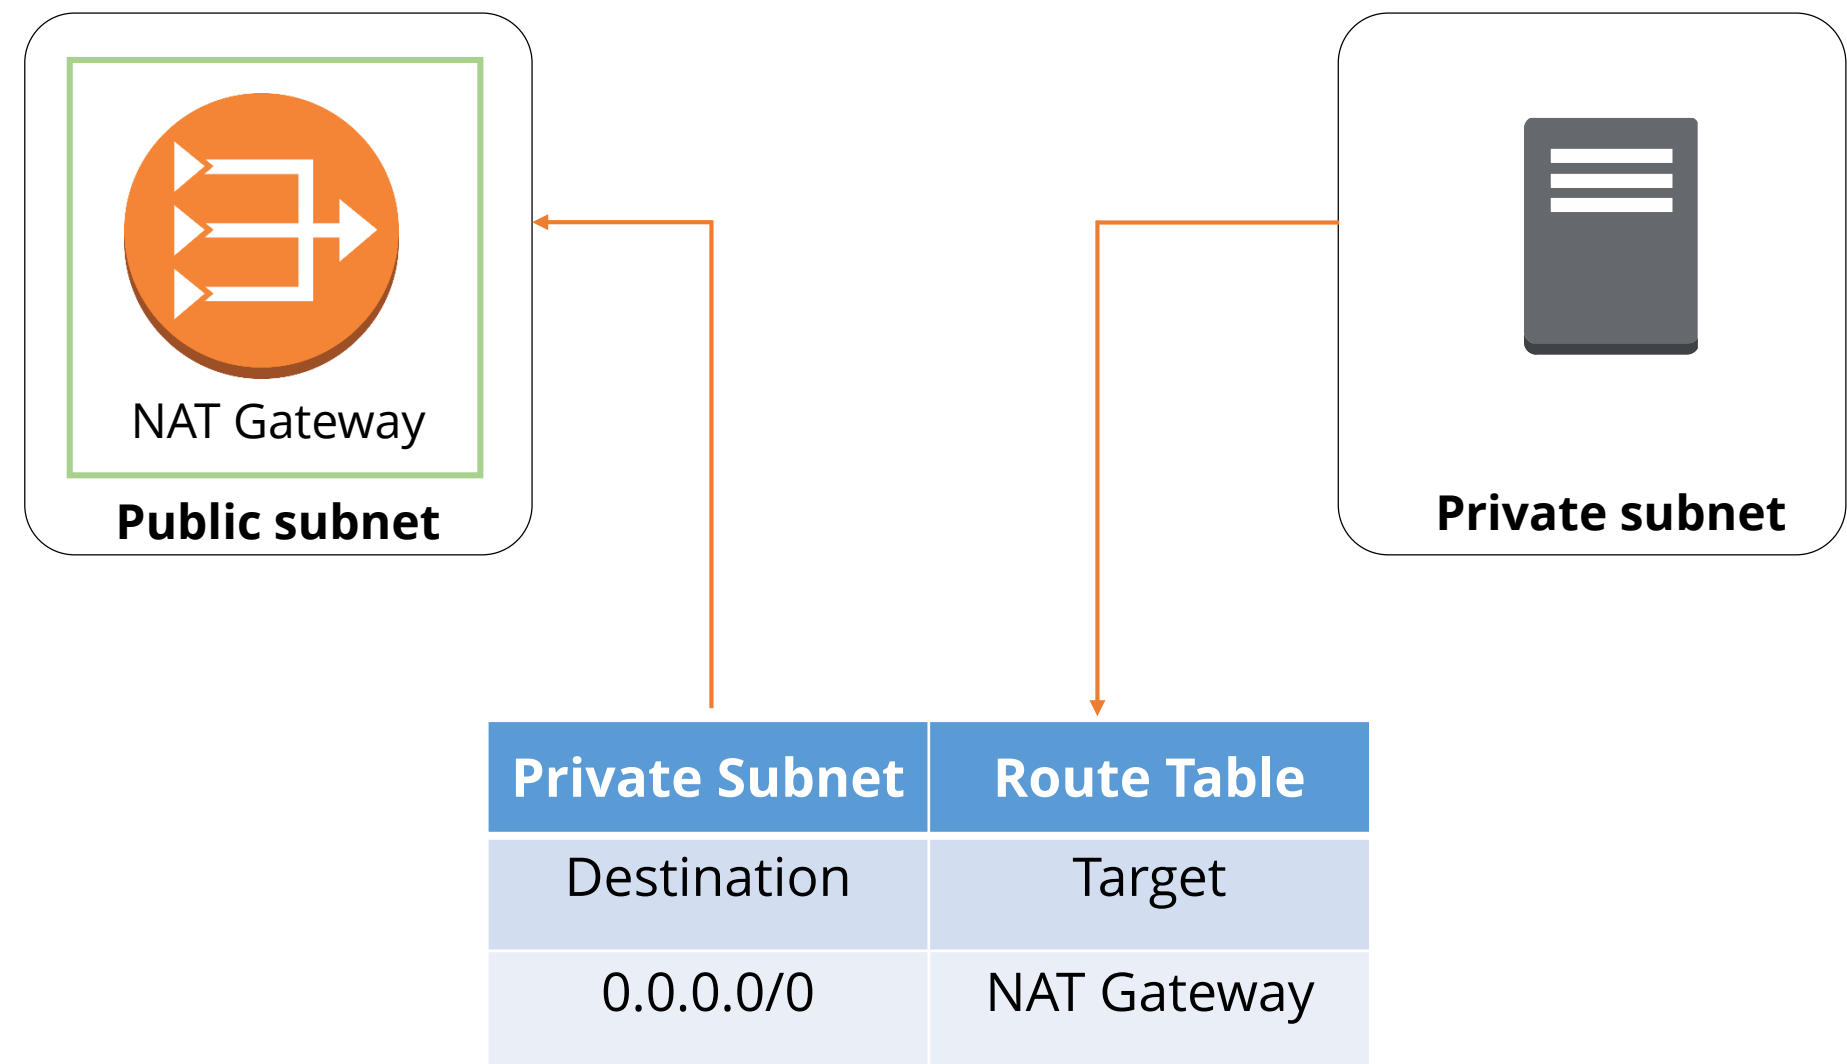 NAT Gateway
Public subnet
Private subnet
Private Subnet Route Table
Destination Target
0.0.0.0/0 NAT Gateway